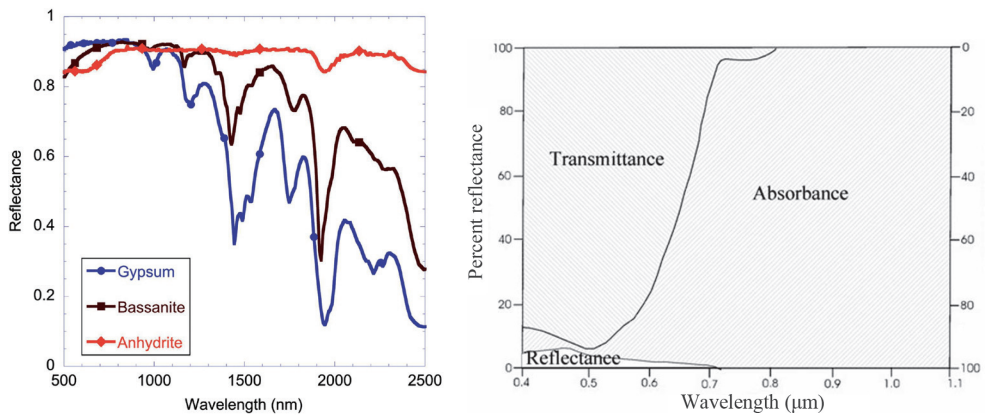 1
0.8
0.6
0.4
0.2
0
Reflectance
Gypsum
Bassanite
Anhydrite
500 1000 1500 2000 2500
Wavelength (nm)
100
80
60
40
20
0
Percent reflectance
Transmittance
Absorbance
Reflectance
0
20
40
60
80
100
0.4 0.5 0.6 0.7 0.8 0.9 1.0 1.1
Wavelength (μm)